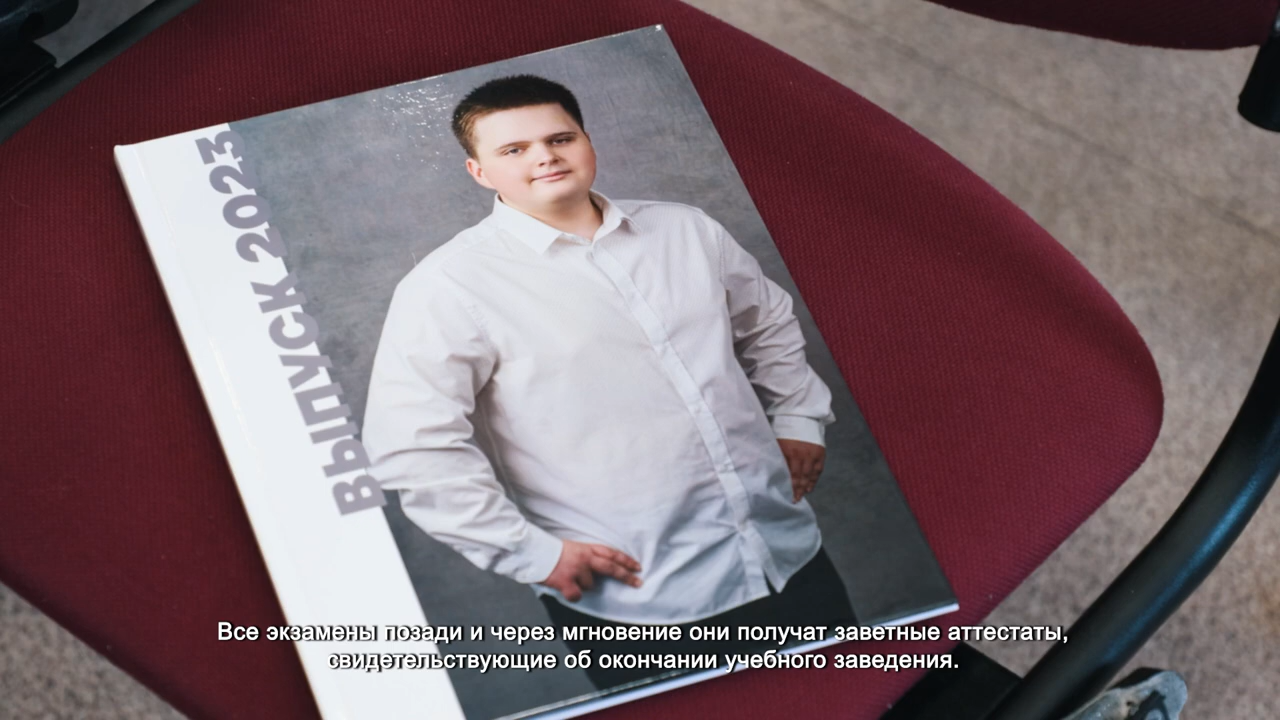 ВЫПУСК 2023
Все экзамены позади и через мгновение они получат заветные аттестаты,
свидетельствующие об окончании учебного заведения.